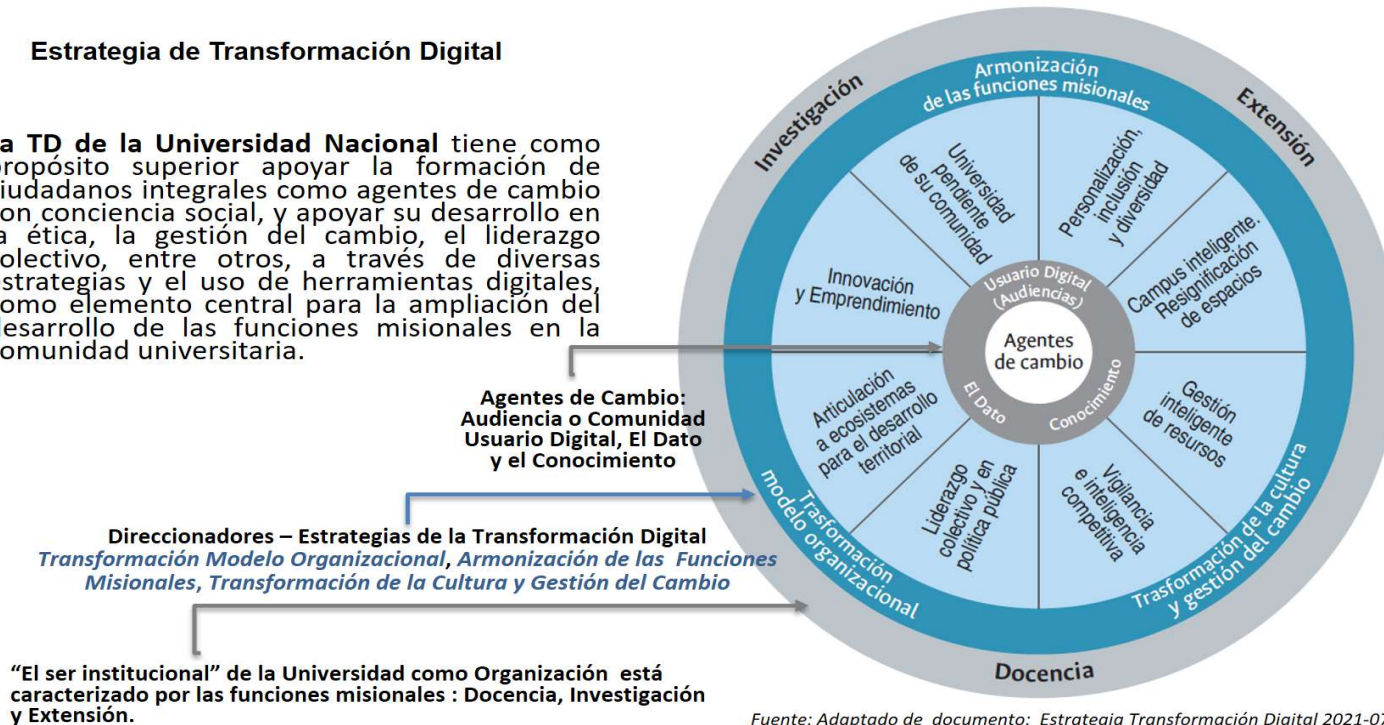 Estrategia de Transformación Digital
a TD de la Universidad Nacional tiene como
propósito superior apoyar la formación de
iudadanos integrales como agentes de cambio
on conciencia social, y apoyar su desarrollo en
a ética, la gestión del cambio, el liderazgo
olectivo, entre otros, a través de diversas
estrategias y el uso de herramientas digitales,
omo elemento central para la ampliación del
desarrollo de las funciones misionales en la
omunidad universitaria.
Agentes de Cambio:
Audiencia o Comunidad
Usuario Digital, El Dato
y el Conocimiento
Direccionadores – Estrategias de la Transformación Digital
Transformación Modelo Organizacional, Armonización de las Funciones
Misionales, Transformación de la Cultura y Gestión del Cambio
“El ser institucional” de la Universidad como Organización está
caracterizado por las funciones misionales : Docencia, Investigación
y Extensión.
Investigación
Extensión
Docencia
Armonización
de las funciones misionales
Trasformación de la cultura
y gestión del cambio
Trasformación
modelo organizacional
Universidad
pendiente
de su comunidad
Personalización,
inclusión
y diversidad
Campus inteligente.
Resignificación
de espacios
Gestión
inteligente
de recursos
Vigilancia
e inteligencia
competitiva
Liderazgo
colectivo y en
política pública
Articulación
a ecosistemas
para el desarrollo
territorial
Innovación
y Emprendimiento
Usuario Digital
(Audiencias)
Conocimiento
El Dato
Agentes
de cambio
Fuente: Adaptado de documento: Estrategia Transformación Digital 2021-07